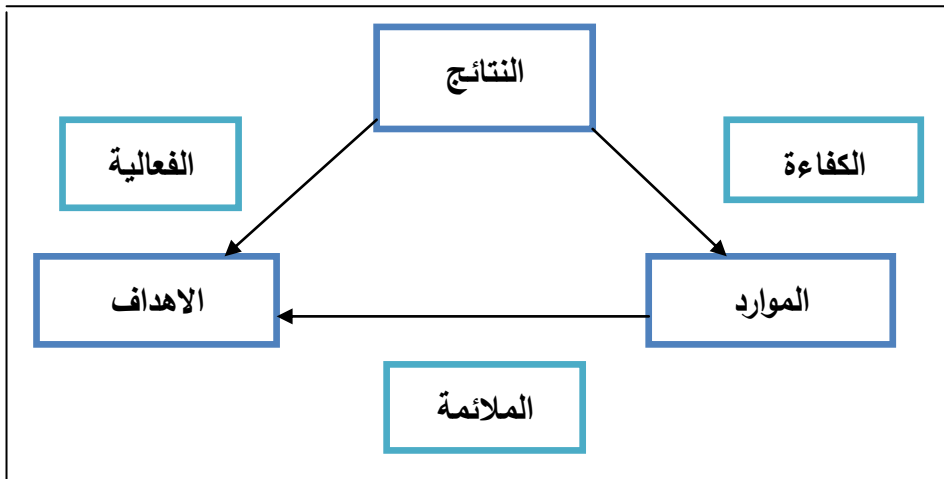 النتائج
الكفاءة
الفعالية
الموارد
الاهداف
الملائمة